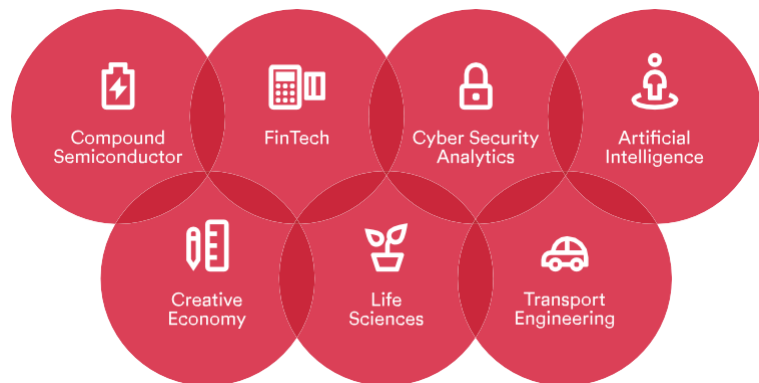 Compound
Semiconductor
FinTech
Cyber Security
Analytics
Artificial
Intelligence
Creative
Economy
Life
Sciences
Transport
Engineering